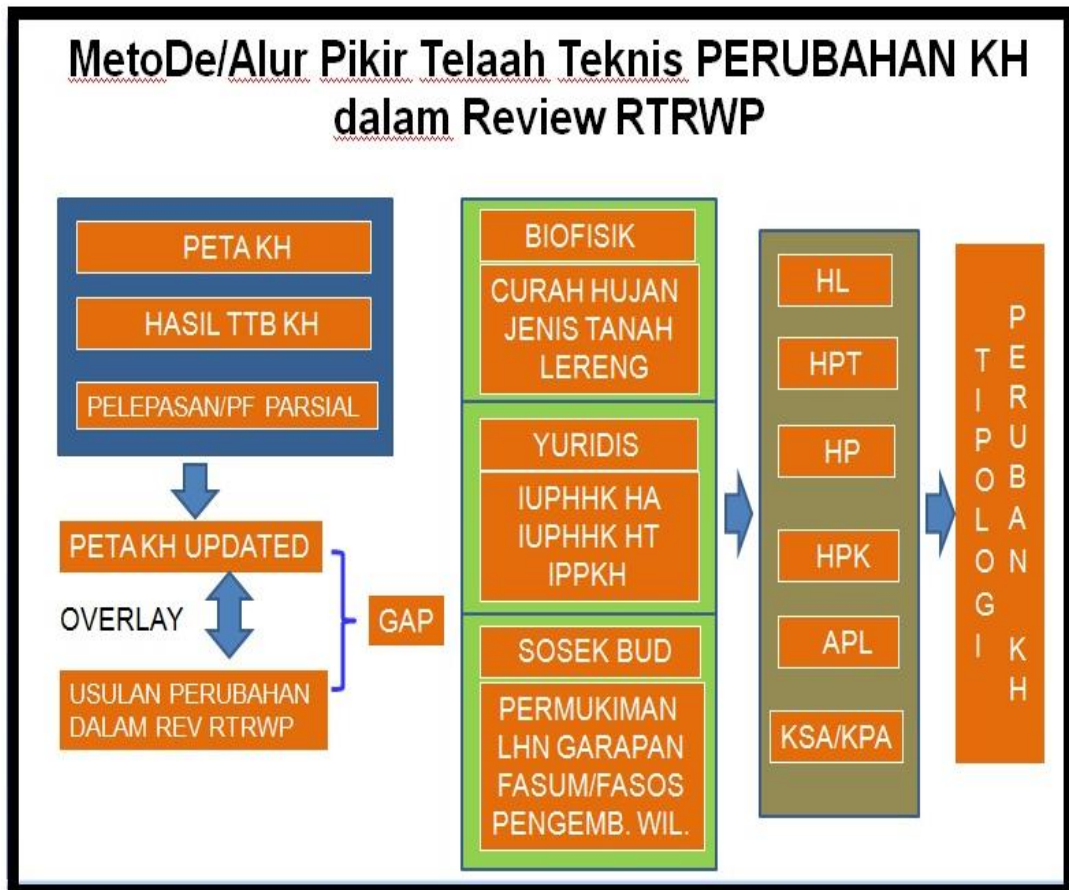 MetoDe/Alur Pikir Telaah Teknis PERUBAHAN KH
dalam Review RTRWP
PETA KH
HASIL TTB KH
PELEPASAN/PF PARSIAL
PETA KH UPDATED
OVERLAY
USULAN PERUBAHAN
DALAM REV RTRWP
GAP
BIOFISIK
CURAH HUJAN
JENIS TANAH
LERENG
YURIDIS
IUPHHK HA
IUPHHK HT
IPPKH
SOSEK BUD
PERMUKIMAN
LHN GARAPAN
FASUM/FASOS
PENGEMB. WIL.
HL
HPT
HP
HPK
APL
KSA/KPA
TIPOLOGI
PERUBAN KH